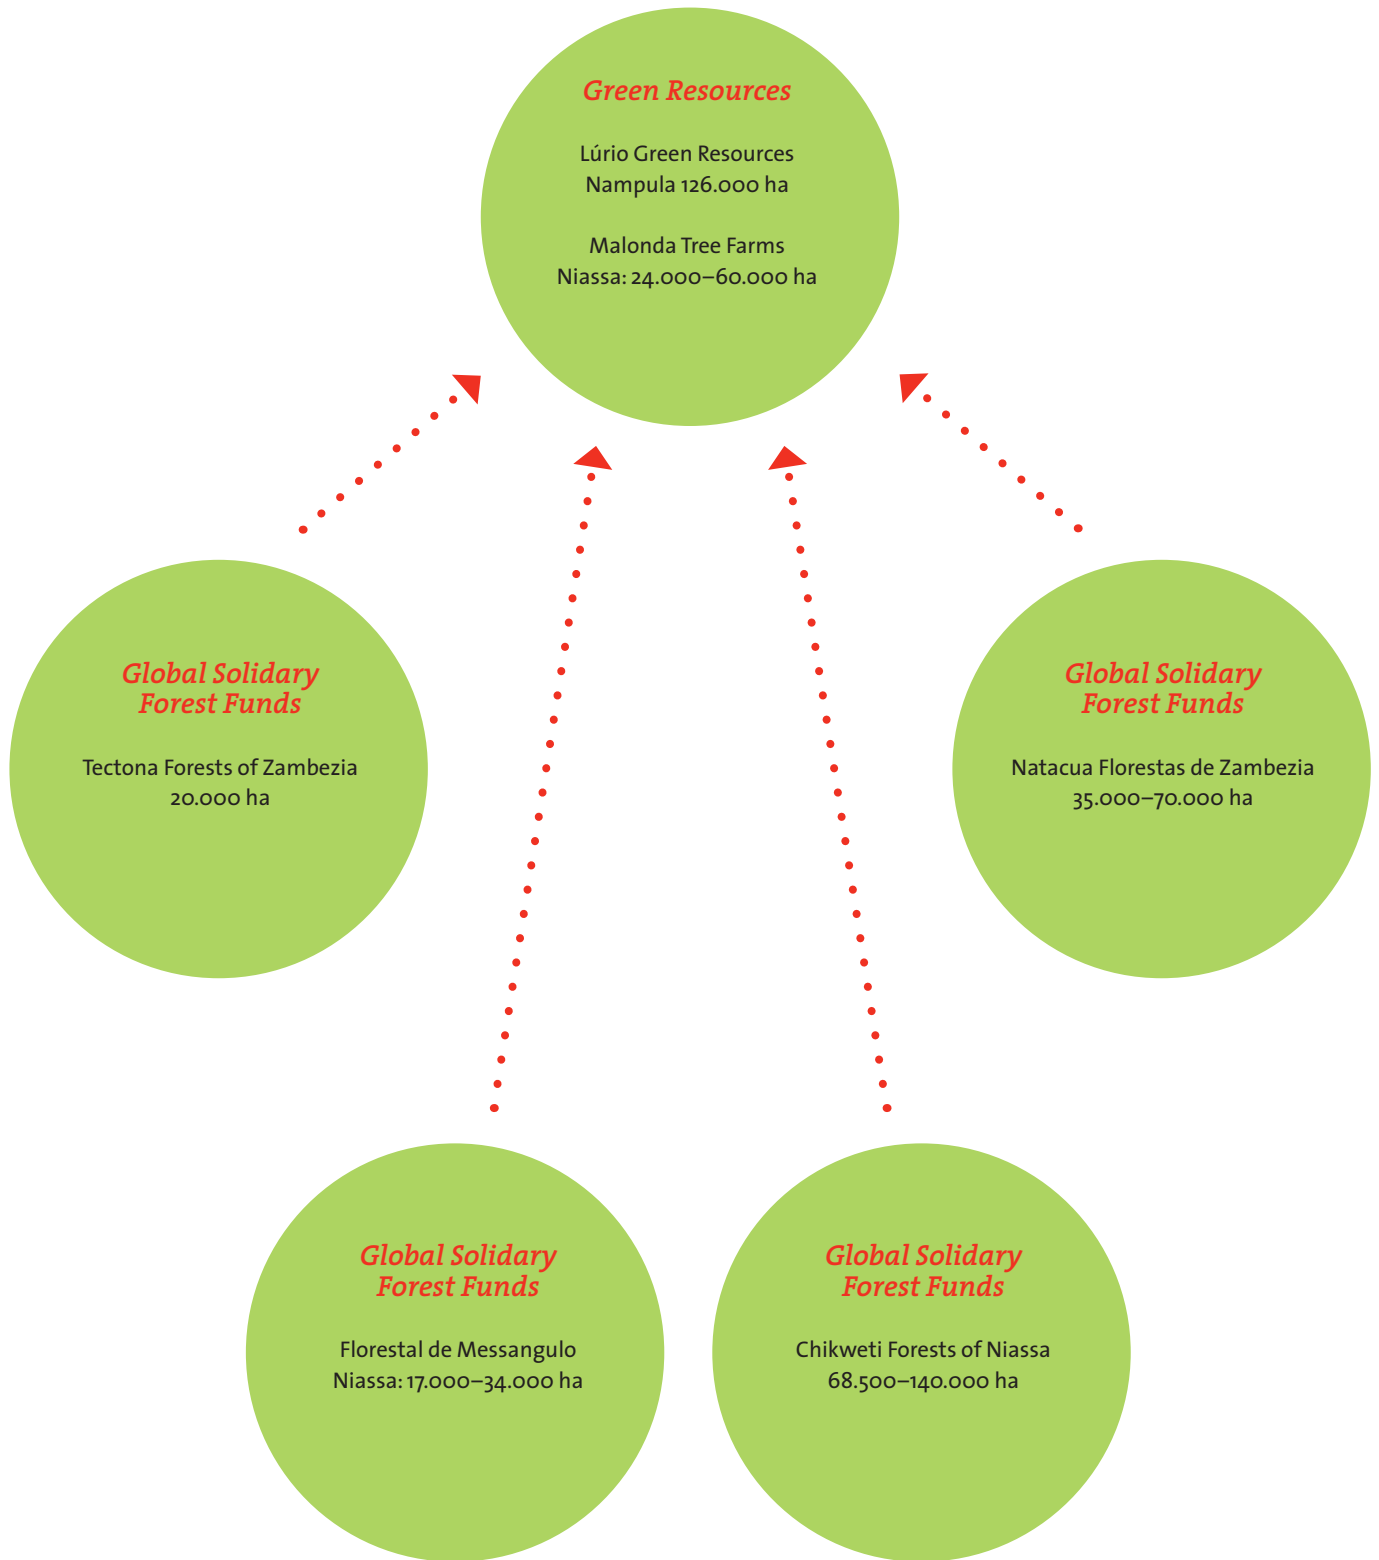 Green Resources
Lúrio Green Resources
Nampula 126.000 ha
Malonda Tree Farms
Niassa: 24.000–60.000 ha
Global Solidary
Forest Funds
Tectona Forests of Zambezia
20.000 ha
Global Solidary
Forest Funds
Natacua Florestas de Zambezia
35.000–70.000 ha
Global Solidary
Forest Funds
Florestal de Messangulo
Niassa: 17.000–34.000 ha
Global Solidary
Forest Funds
Chikweti Forests of Niassa
68.500–140.000 ha